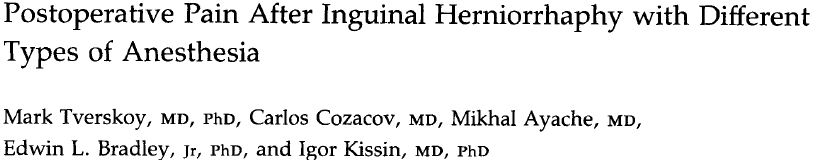 Postoperative Pain After Inguinal Herniorrhaphy with Different
Types of Anesthesia
Mark Tverskoy, MD, PhD, Carlos Cozacov, MD, Mikhal Ayache, MD,
Edwin L. Bradley, Jr, PhD, and Igor Kissin, MD, PhD